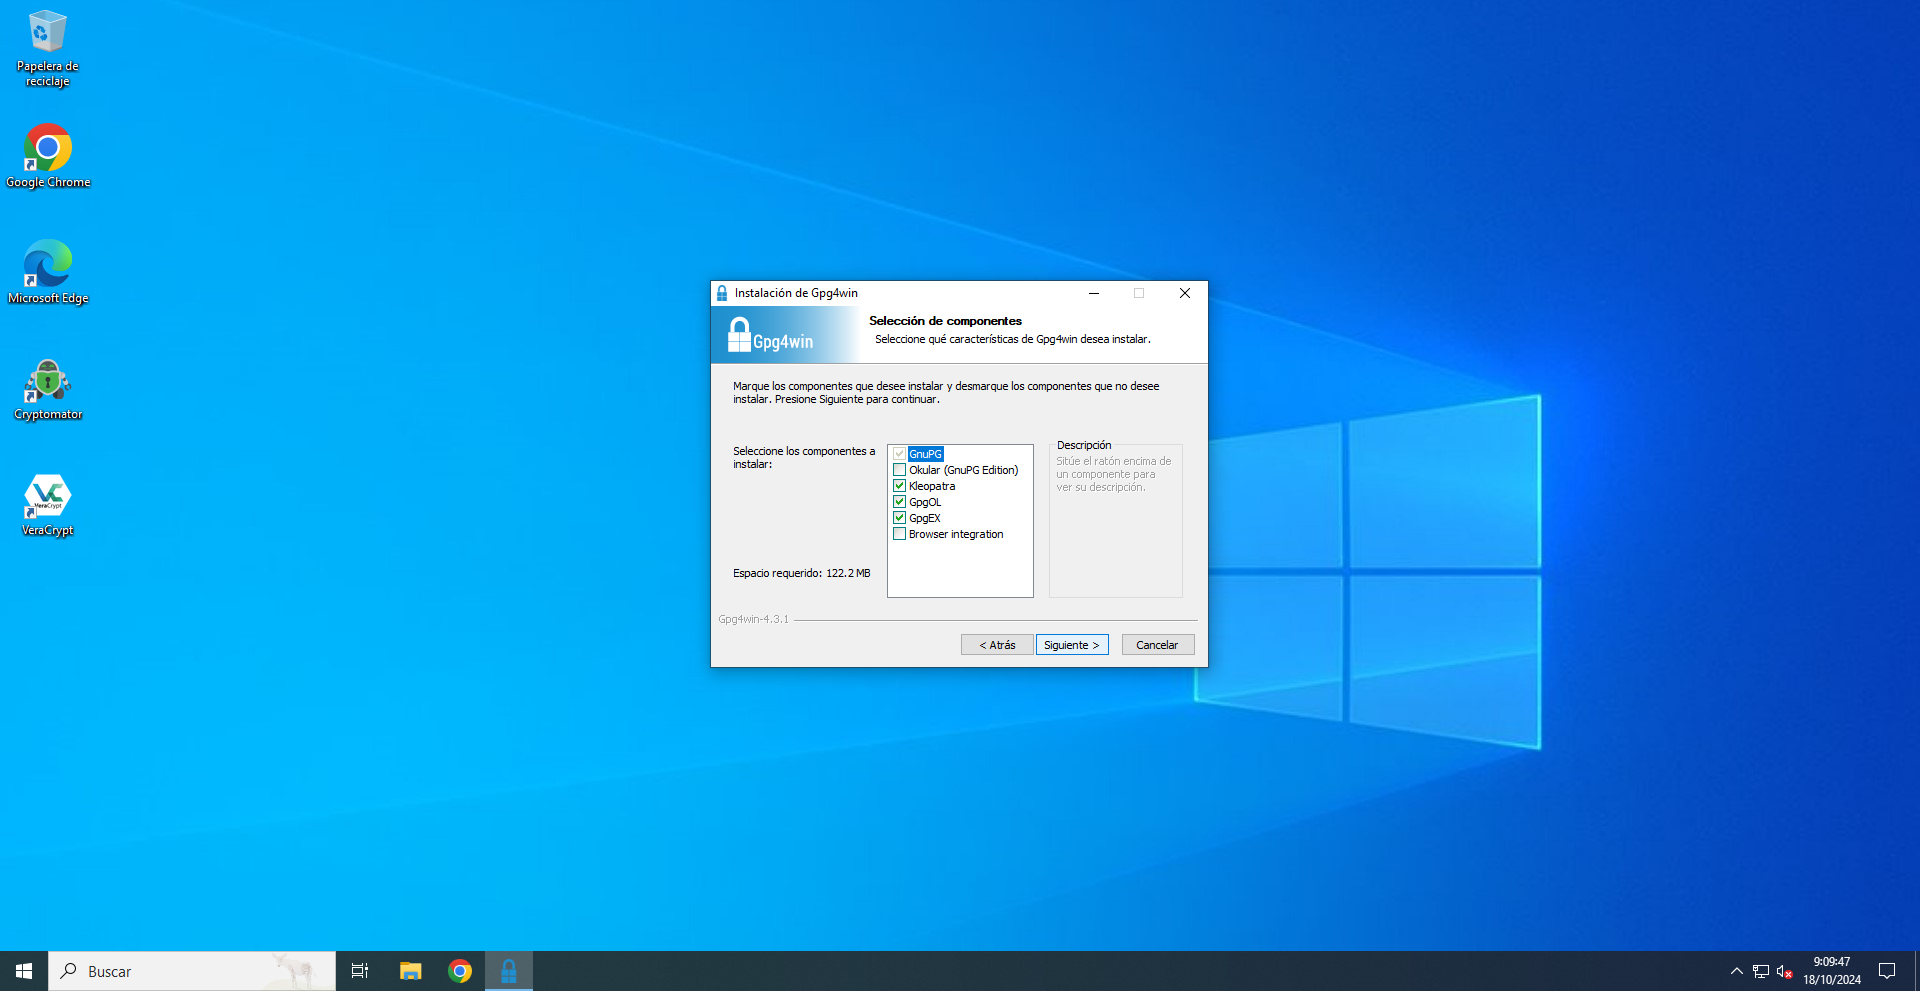 Papelera de
reciclaje
Google Chrome
Microsoft Edge
Cryptomator
VeraCrypt
VeraCrypt
Instalación de Gpg4win
Gpg4win
Selección de componentes
Seleccione qué características de Gpg4win desea instalar.
Marque los componentes que desee instalar y desmarque los componentes que no desee
instalar. Presione Siguiente para continuar.
Seleccione los componentes a
instalar:
GnuPG
Okular (GnuPG Edition)
Kleopatra
GpgOL
GpgEX
Browser integration
Descripción
Sitúe el ratón encima de
un componente para
ver su descripción.
Espacio requerido: 122.2 MB
Gpg4win-4.3.1
< Atrás
Siguiente >
Cancelar
Buscar
9:09:47
18/10/2024